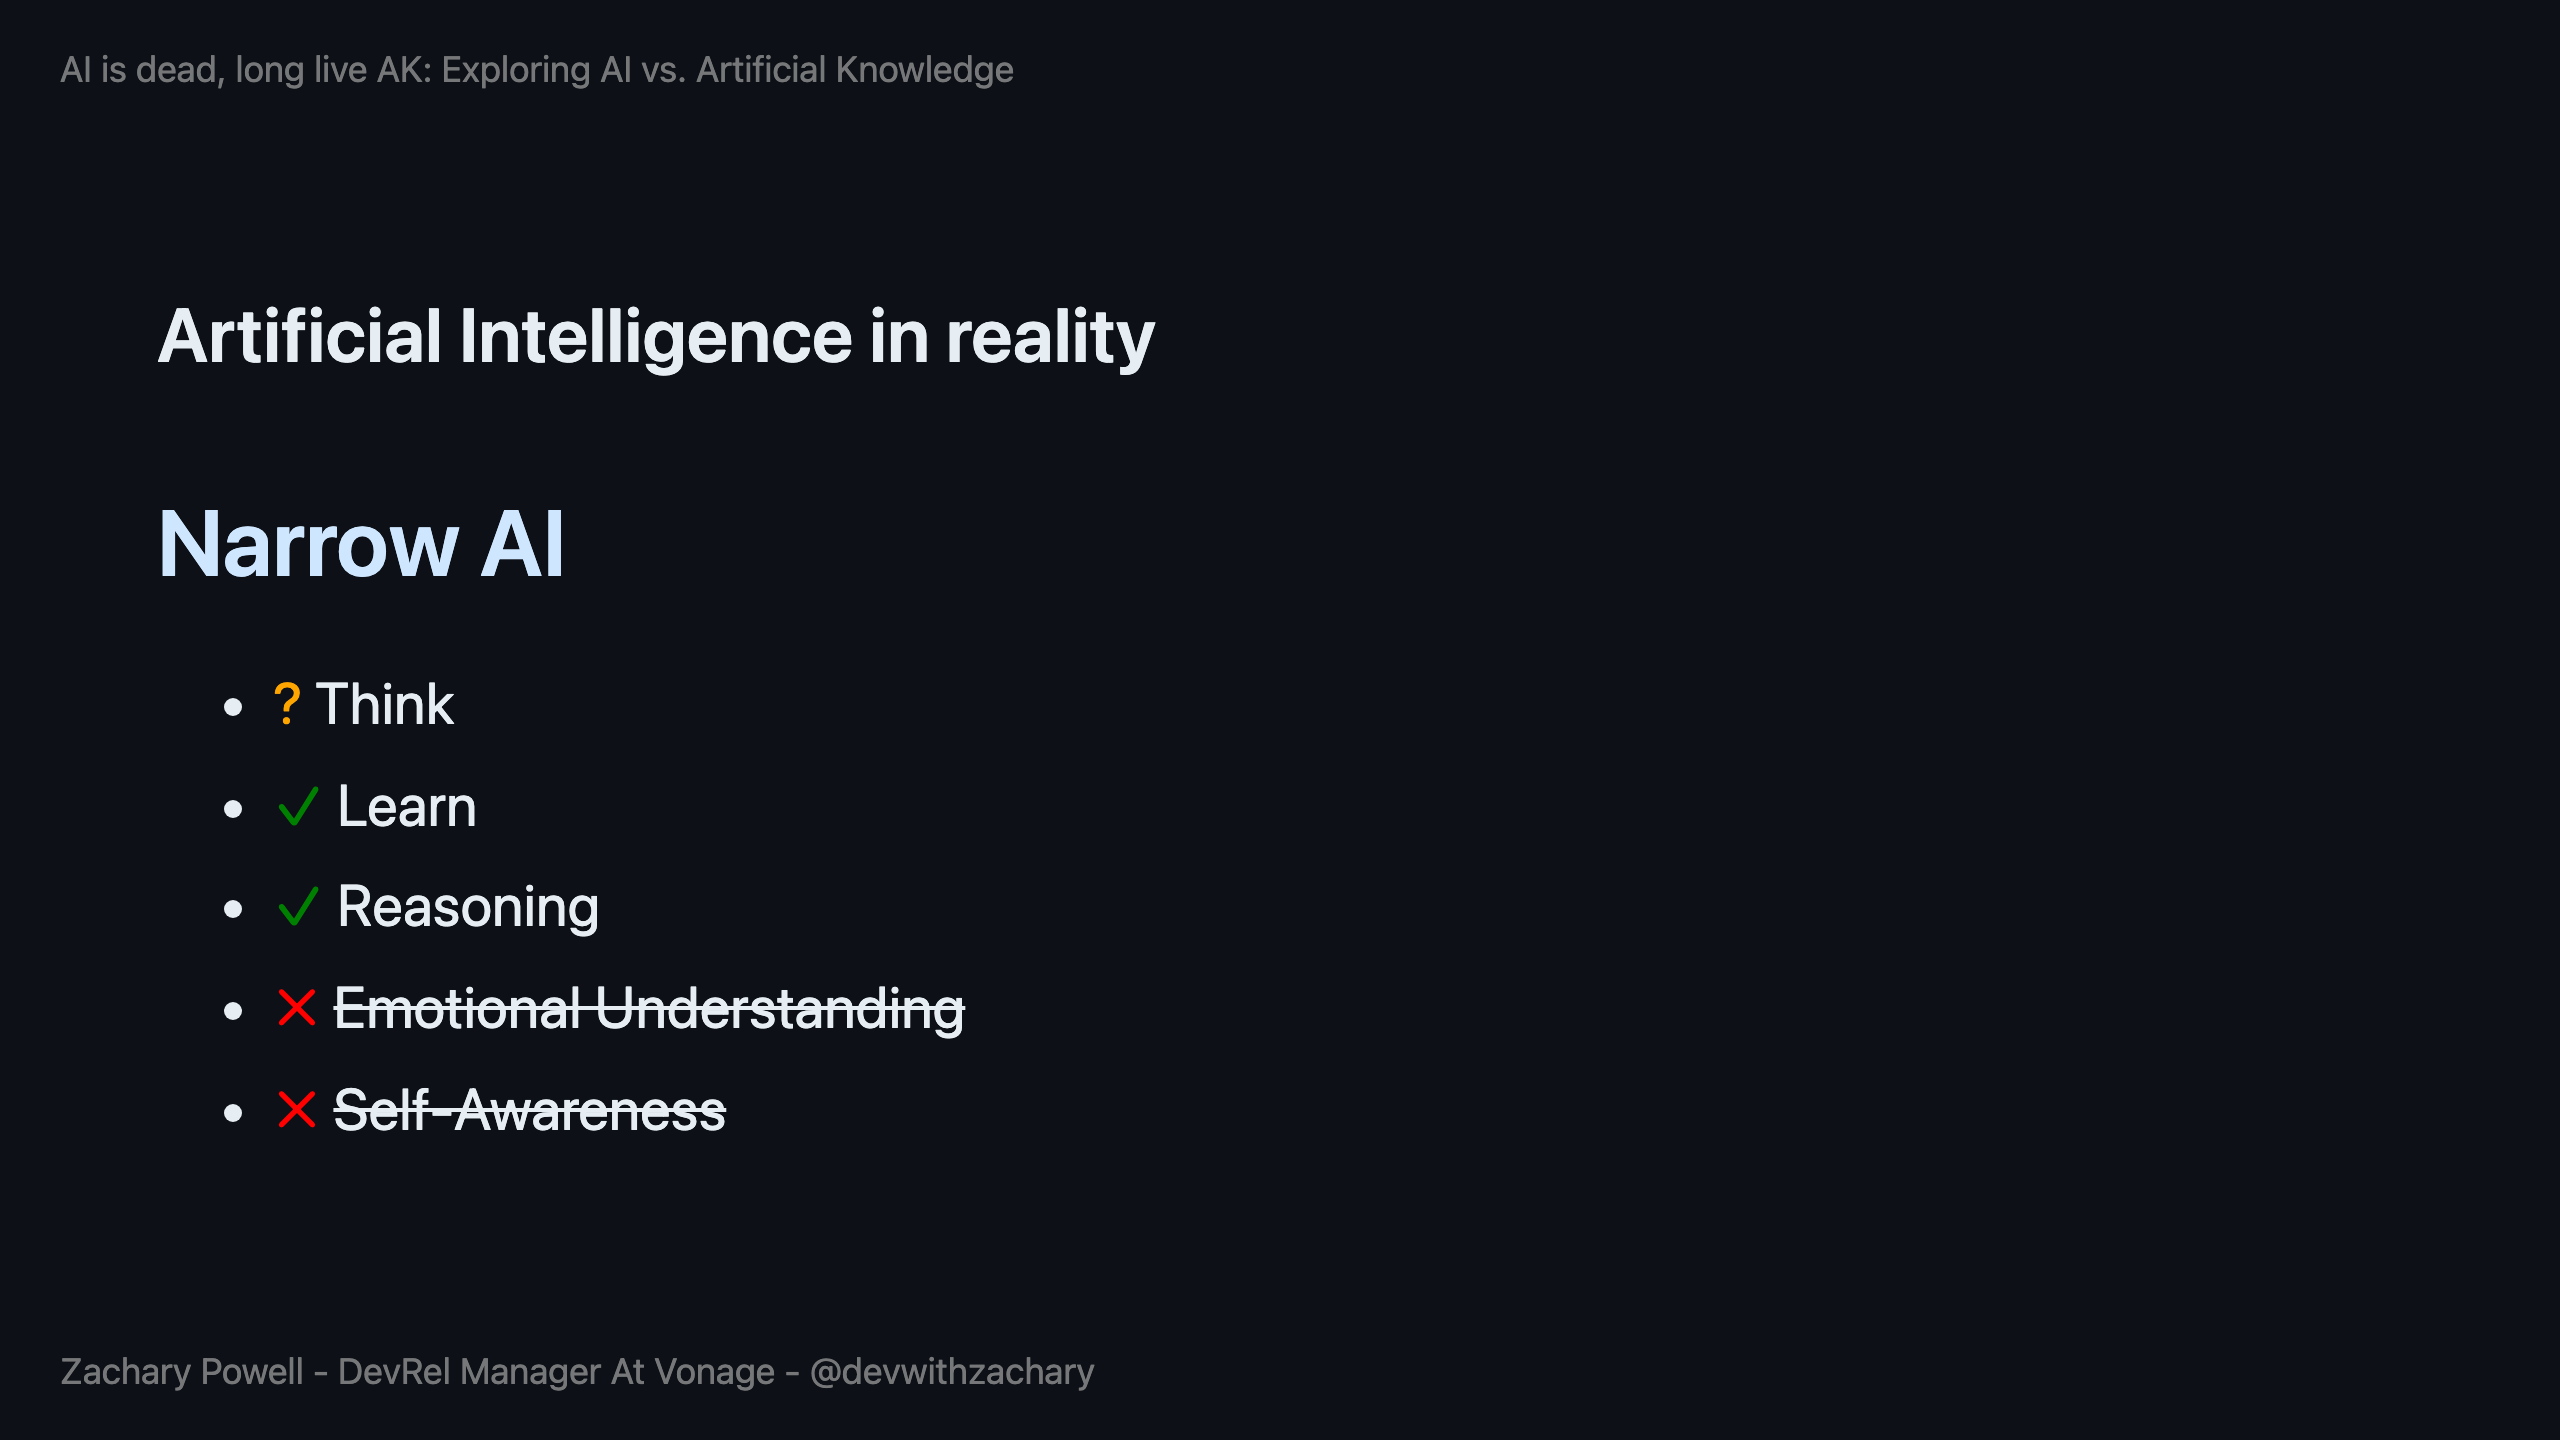 AI is dead, long live AK: Exploring AI vs. Artificial Knowledge
Artificial Intelligence in reality
Narrow AI
• ? Think
• ✓ Learn
• ✓ Reasoning
• ✕ Emotional Understanding
• ✕ Self-Awareness
Zachary Powell - DevRel Manager At Vonage - @devwithzachary